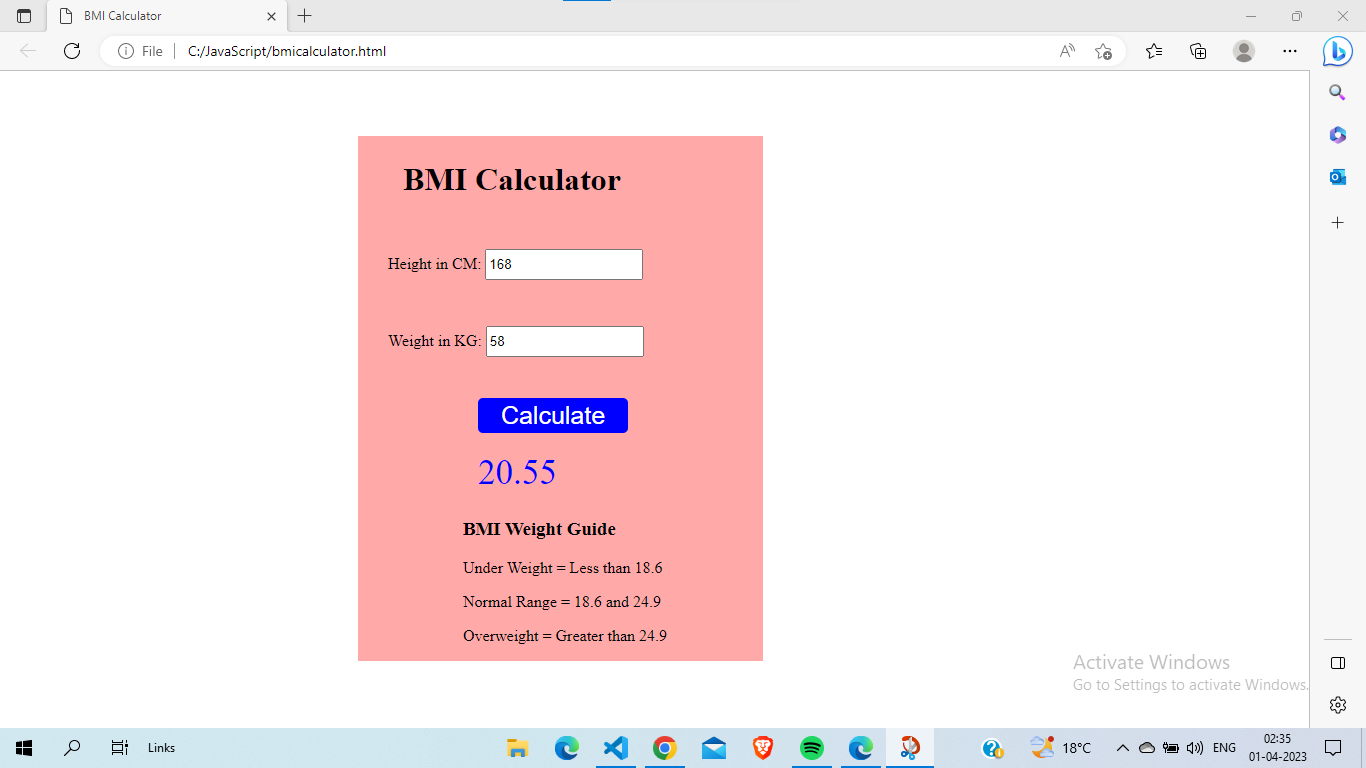 BMI Calculator
File
C:/JavaScript/bmicalculator.html
BMI Calculator
Height in CM: 168
Weight in KG: 58
Calculate
20.55
BMI Weight Guide
Under Weight = Less than 18.6
Normal Range = 18.6 and 24.9
Overweight = Greater than 24.9
Activate Windows
Go to Settings to activate Windows.
Links
18°C
ENG
02:35
01-04-2023